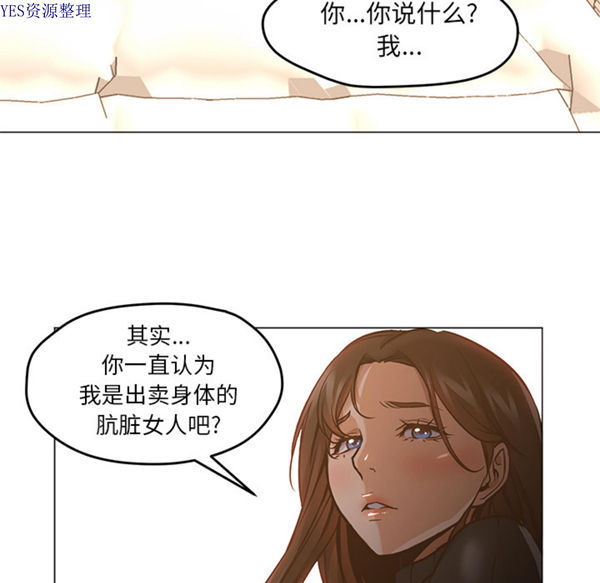 YES资源整理
你...你说什么?
我...
其实...
你一直认为
我是出卖身体的
肮脏女人吧?